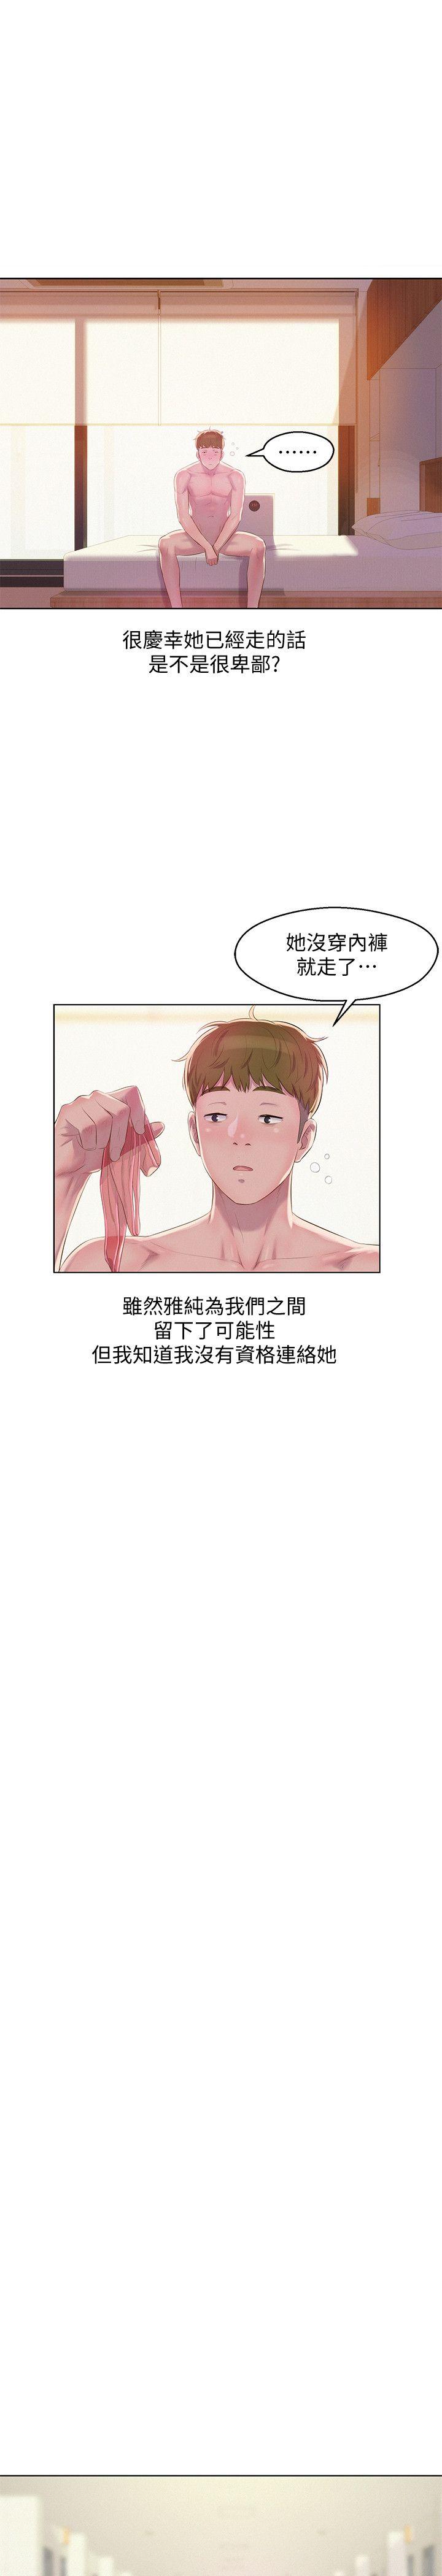 ……
很慶幸她已經走的話
是不是很卑鄙?
她沒穿內褲
就走了…
雖然雅純為我們之間
留下了可能性
但我知道我沒有資格連絡她